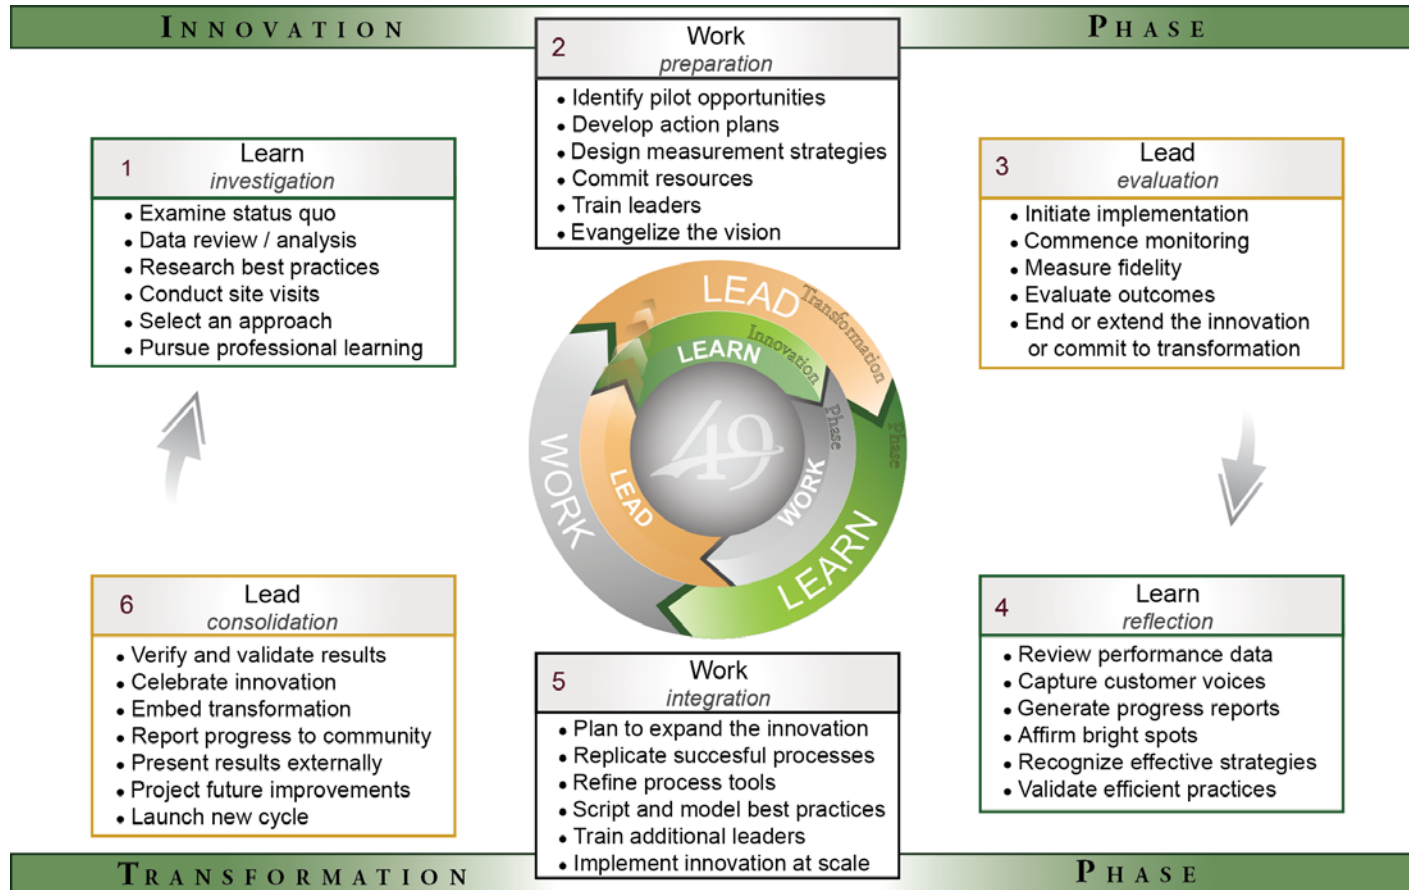 INNOVATION PHASE
1
Learn
investigation
• Examine status quo
• Data review / analysis
• Research best practices
• Conduct site visits
• Select an approach
• Pursue professional learning
2
Work
preparation
• Identify pilot opportunities
• Develop action plans
• Design measurement strategies
• Commit resources
• Train leaders
• Evangelize the vision
3
Lead
evaluation
• Initiate implementation
• Commence monitoring
• Measure fidelity
• Evaluate outcomes
• End or extend the innovation
or commit to transformation
LEAD
Transformation
Phase
LEARN
WORK
LEARN
Innovation
Phase
WORK
LEAD
49
4
Learn
reflection
• Review performance data
• Capture customer voices
• Generate progress reports
• Affirm bright spots
• Recognize effective strategies
• Validate efficient practices
5
Work
integration
• Plan to expand the innovation
• Replicate succesful processes
• Refine process tools
• Script and model best practices
• Train additional leaders
• Implement innovation at scale
6
Lead
consolidation
• Verify and validate results
• Celebrate innovation
• Embed transformation
• Report progress to community
• Present results externally
• Project future improvements
• Launch new cycle
TRANSFORMATION PHASE